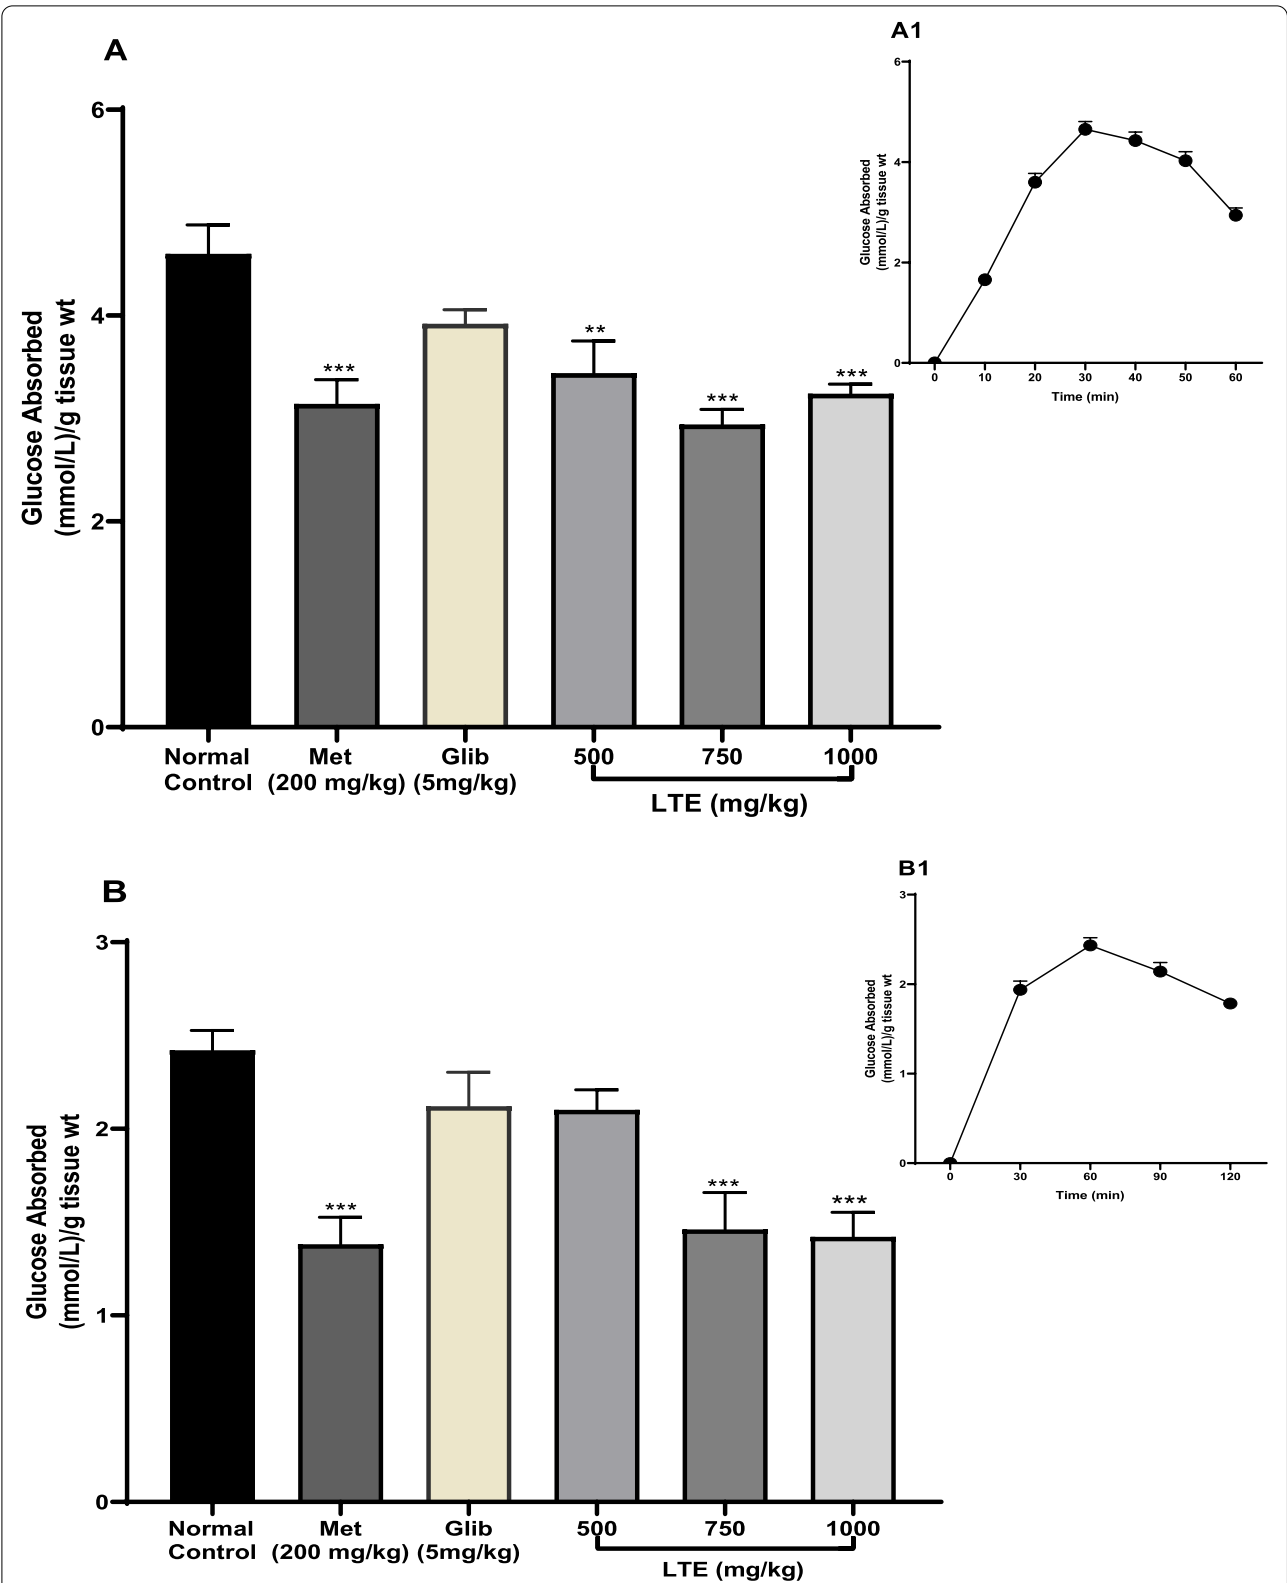 A
6
4
2
0
Glucose Absorbed
(mmol/L)/g tissue wt
***
**
***
***
Normal Control
Met (200 mg/kg)
Glib (5mg/kg)
500
750
1000
LTE (mg/kg)
A1
6
4
2
0
Glucose Absorbed
(mmol/L)/g tissue wt
0 10 20 30 40 50 60
Time (min)
B
3
2
1
0
Glucose Absorbed
(mmol/L)/g tissue wt
***
***
***
Normal Control
Met (200 mg/kg)
Glib (5mg/kg)
500
750
1000
LTE (mg/kg)
B1
3
2
1
0
Glucose Absorbed
(mmol/L)/g tissue wt
0 30 60 90 120
Time (min)